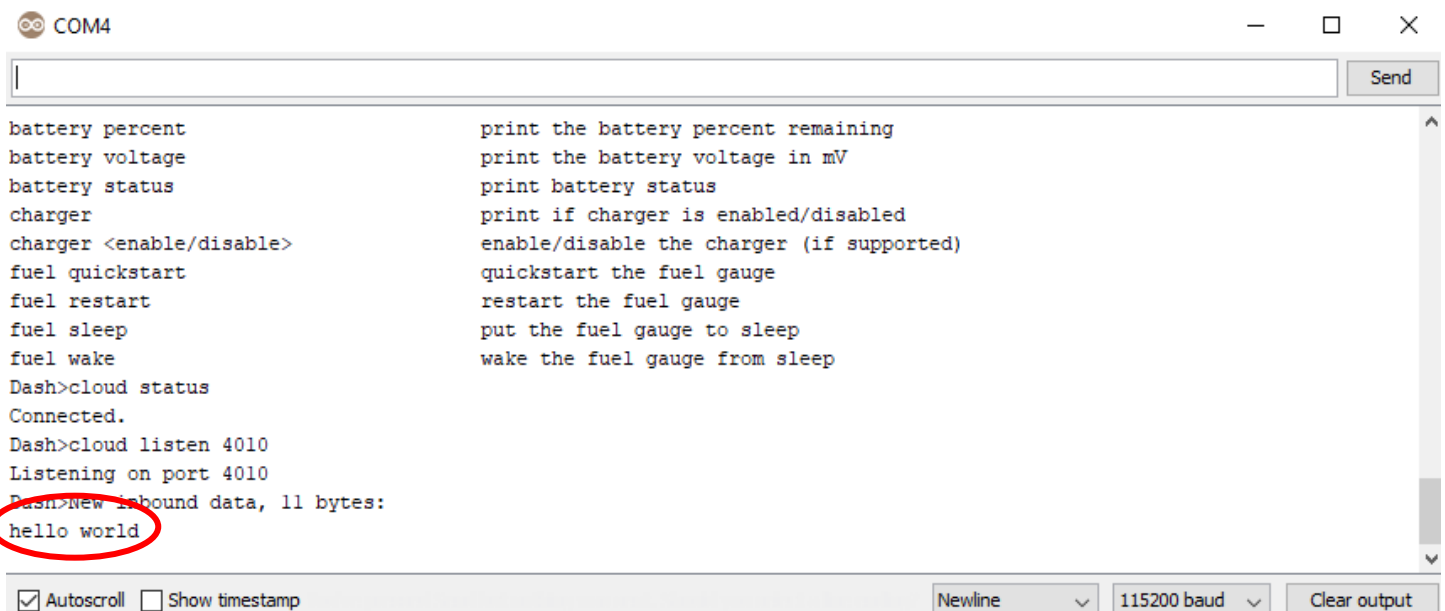 COM4
Send
battery percent print the battery percent remaining
battery voltage print the battery voltage in mV
battery status print battery status
charger print if charger is enabled/disabled
charger <enable/disable> enable/disable the charger (if supported)
fuel quickstart quickstart the fuel gauge
fuel restart restart the fuel gauge
fuel sleep put the fuel gauge to sleep
fuel wake wake the fuel gauge from sleep
Dash>cloud status
Connected.
Dash>cloud listen 4010
Listening on port 4010
Dash>New inbound data, 11 bytes:
hello world
Autoscroll Show timestamp Newline 115200 baud Clear output